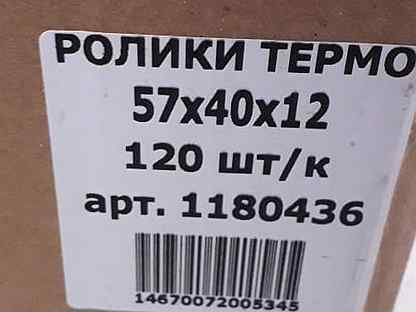 РОЛИКИ ТЕРМО
57x40x12
120 шт/к
арт. 1180436
14670072005345